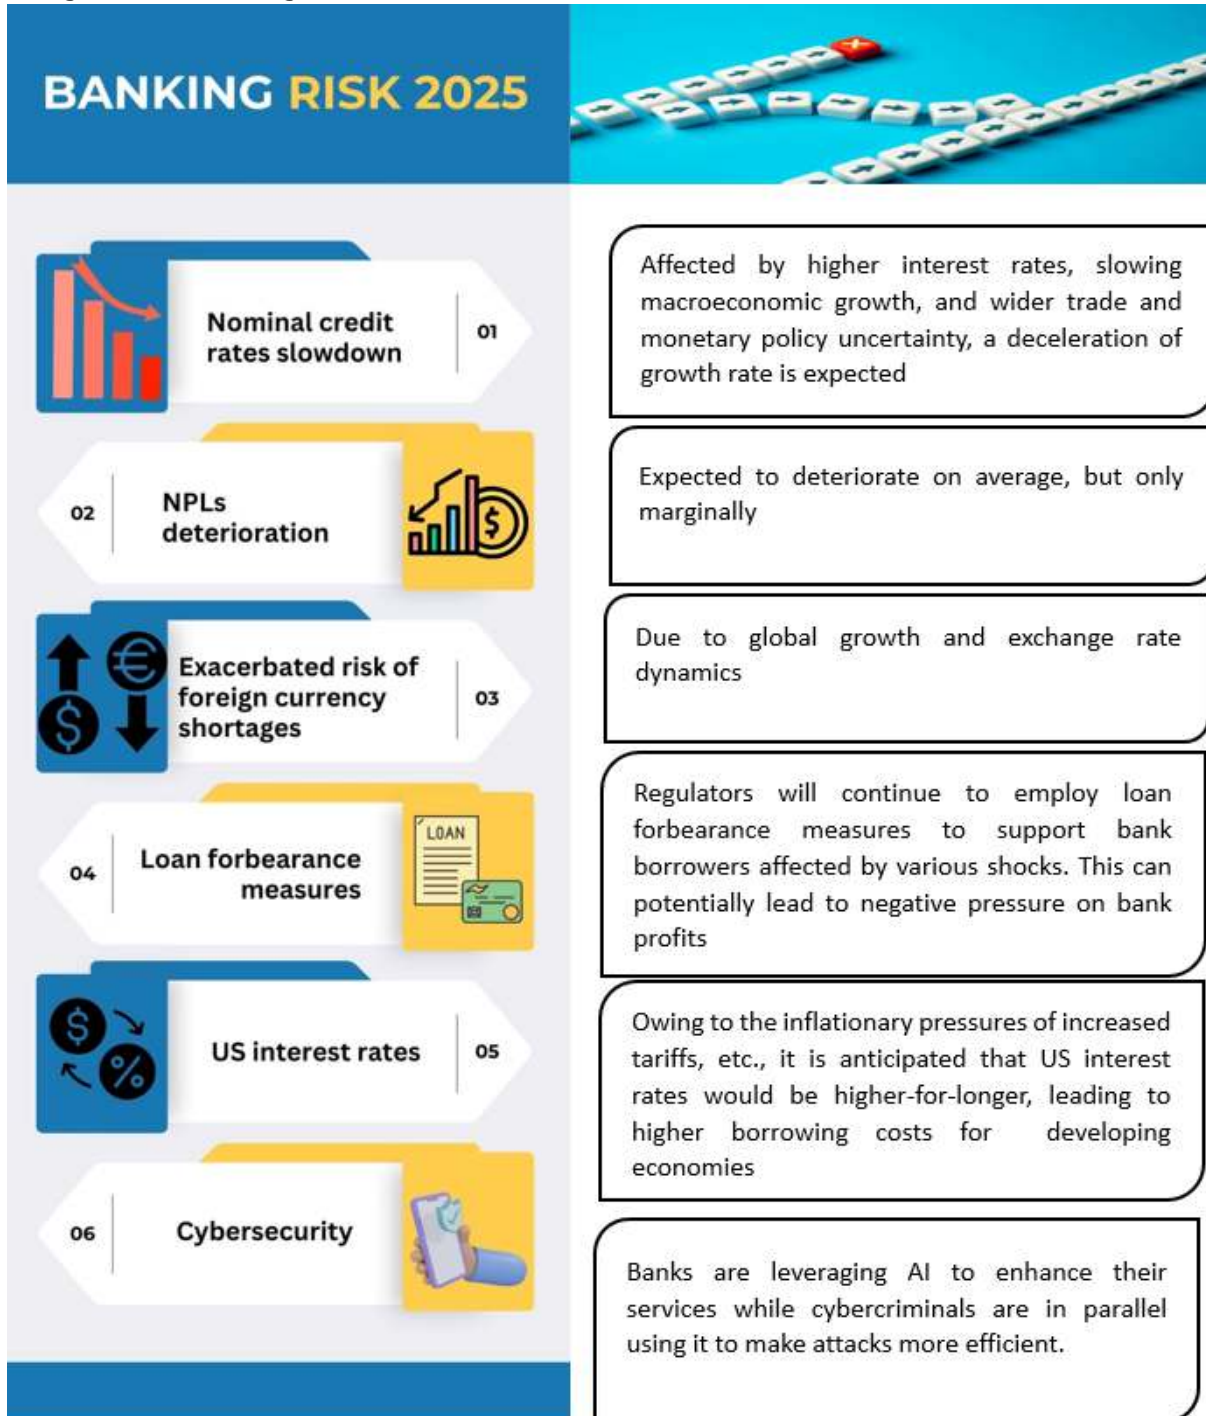 BANKING RISK 2025
Nominal credit
rates slowdown
01
Affected by higher interest rates, slowing
macroeconomic growth, and wider trade and
monetary policy uncertainty, a deceleration of
growth rate is expected
02
NPLs
deterioration
Expected to deteriorate on average, but only
marginally
Exacerbated risk of
foreign currency
shortages
03
Due to global growth and exchange rate
dynamics
04
Loan forbearance
measures
LOAN
Regulators will continue to employ loan
forbearance measures to support bank
borrowers affected by various shocks. This can
potentially lead to negative pressure on bank
profits
US interest rates
05
Owing to the inflationary pressures of increased
tariffs, etc., it is anticipated that US interest
rates would be higher-for-longer, leading to
higher borrowing costs for developing
economies
06
Cybersecurity
Banks are leveraging AI to enhance their
services while cybercriminals are in parallel
using it to make attacks more efficient.